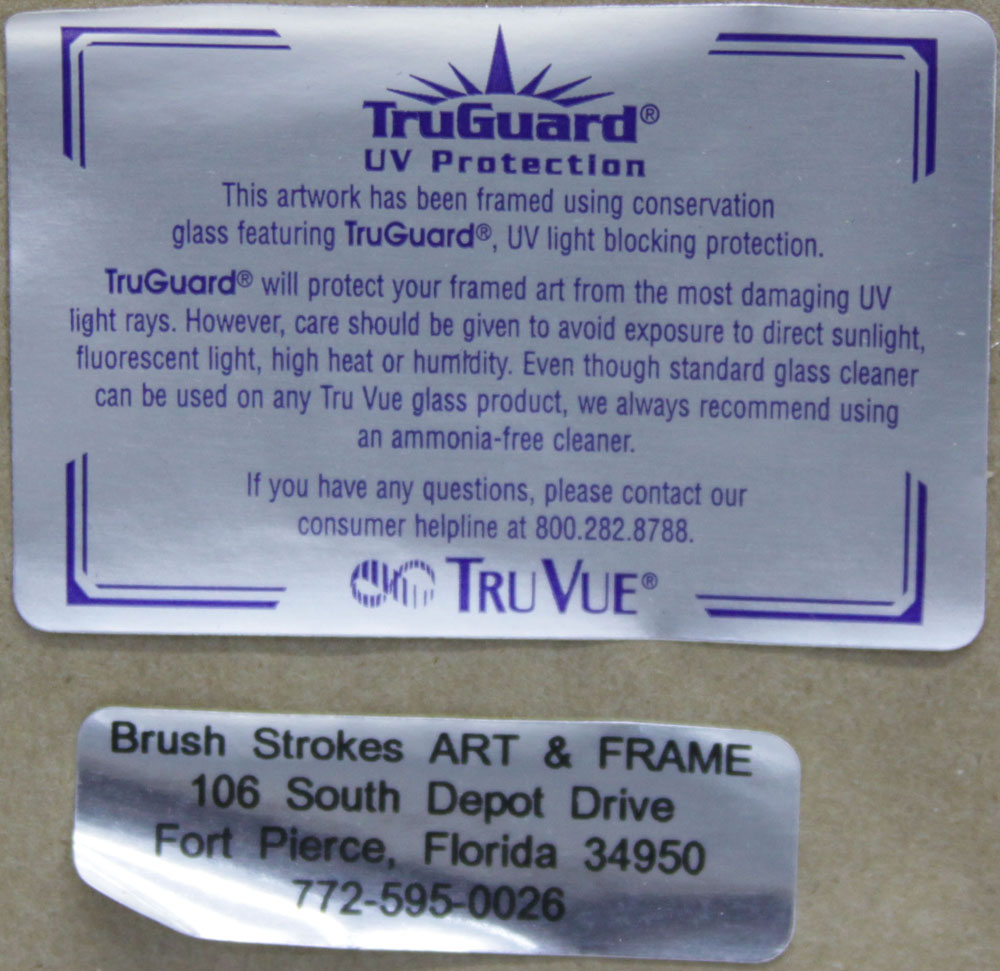 TruGuard®
UV Protection
This artwork has been framed using conservation
glass featuring TruGuard®, UV light blocking protection.
TruGuard® will protect your framed art from the most damaging UV
light rays. However, care should be given to avoid exposure to direct sunlight,
fluorescent light, high heat or humidity. Even though standard glass cleaner
can be used on any Tru Vue glass product, we always recommend using
an ammonia-free cleaner.
If you have any questions, please contact our
consumer helpline at 800.282.8788.
TRU VUE®
Brush Strokes ART & FRAME
106 South Depot Drive
Fort Pierce, Florida 34950
772-595-0026